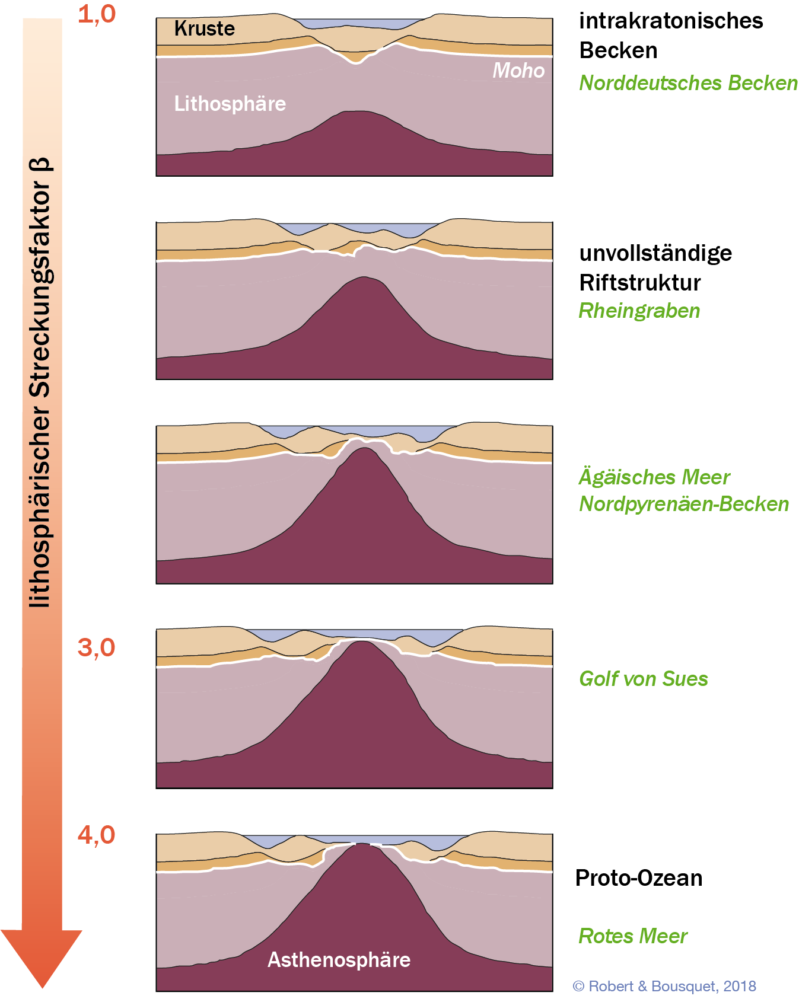 1,0
Kruste
Moho
Lithosphäre
intrakratonisches
Becken
Norddeutsches Becken
lithosphärischer Streckungsfaktor β
unvollständige
Riftstruktur
Rheingraben
Ägäisches Meer
Nordpyrenäen-Becken
3,0
Golf von Sues
4,0
Asthenosphäre
Proto-Ozean
Rotes Meer
© Robert & Bousquet, 2018